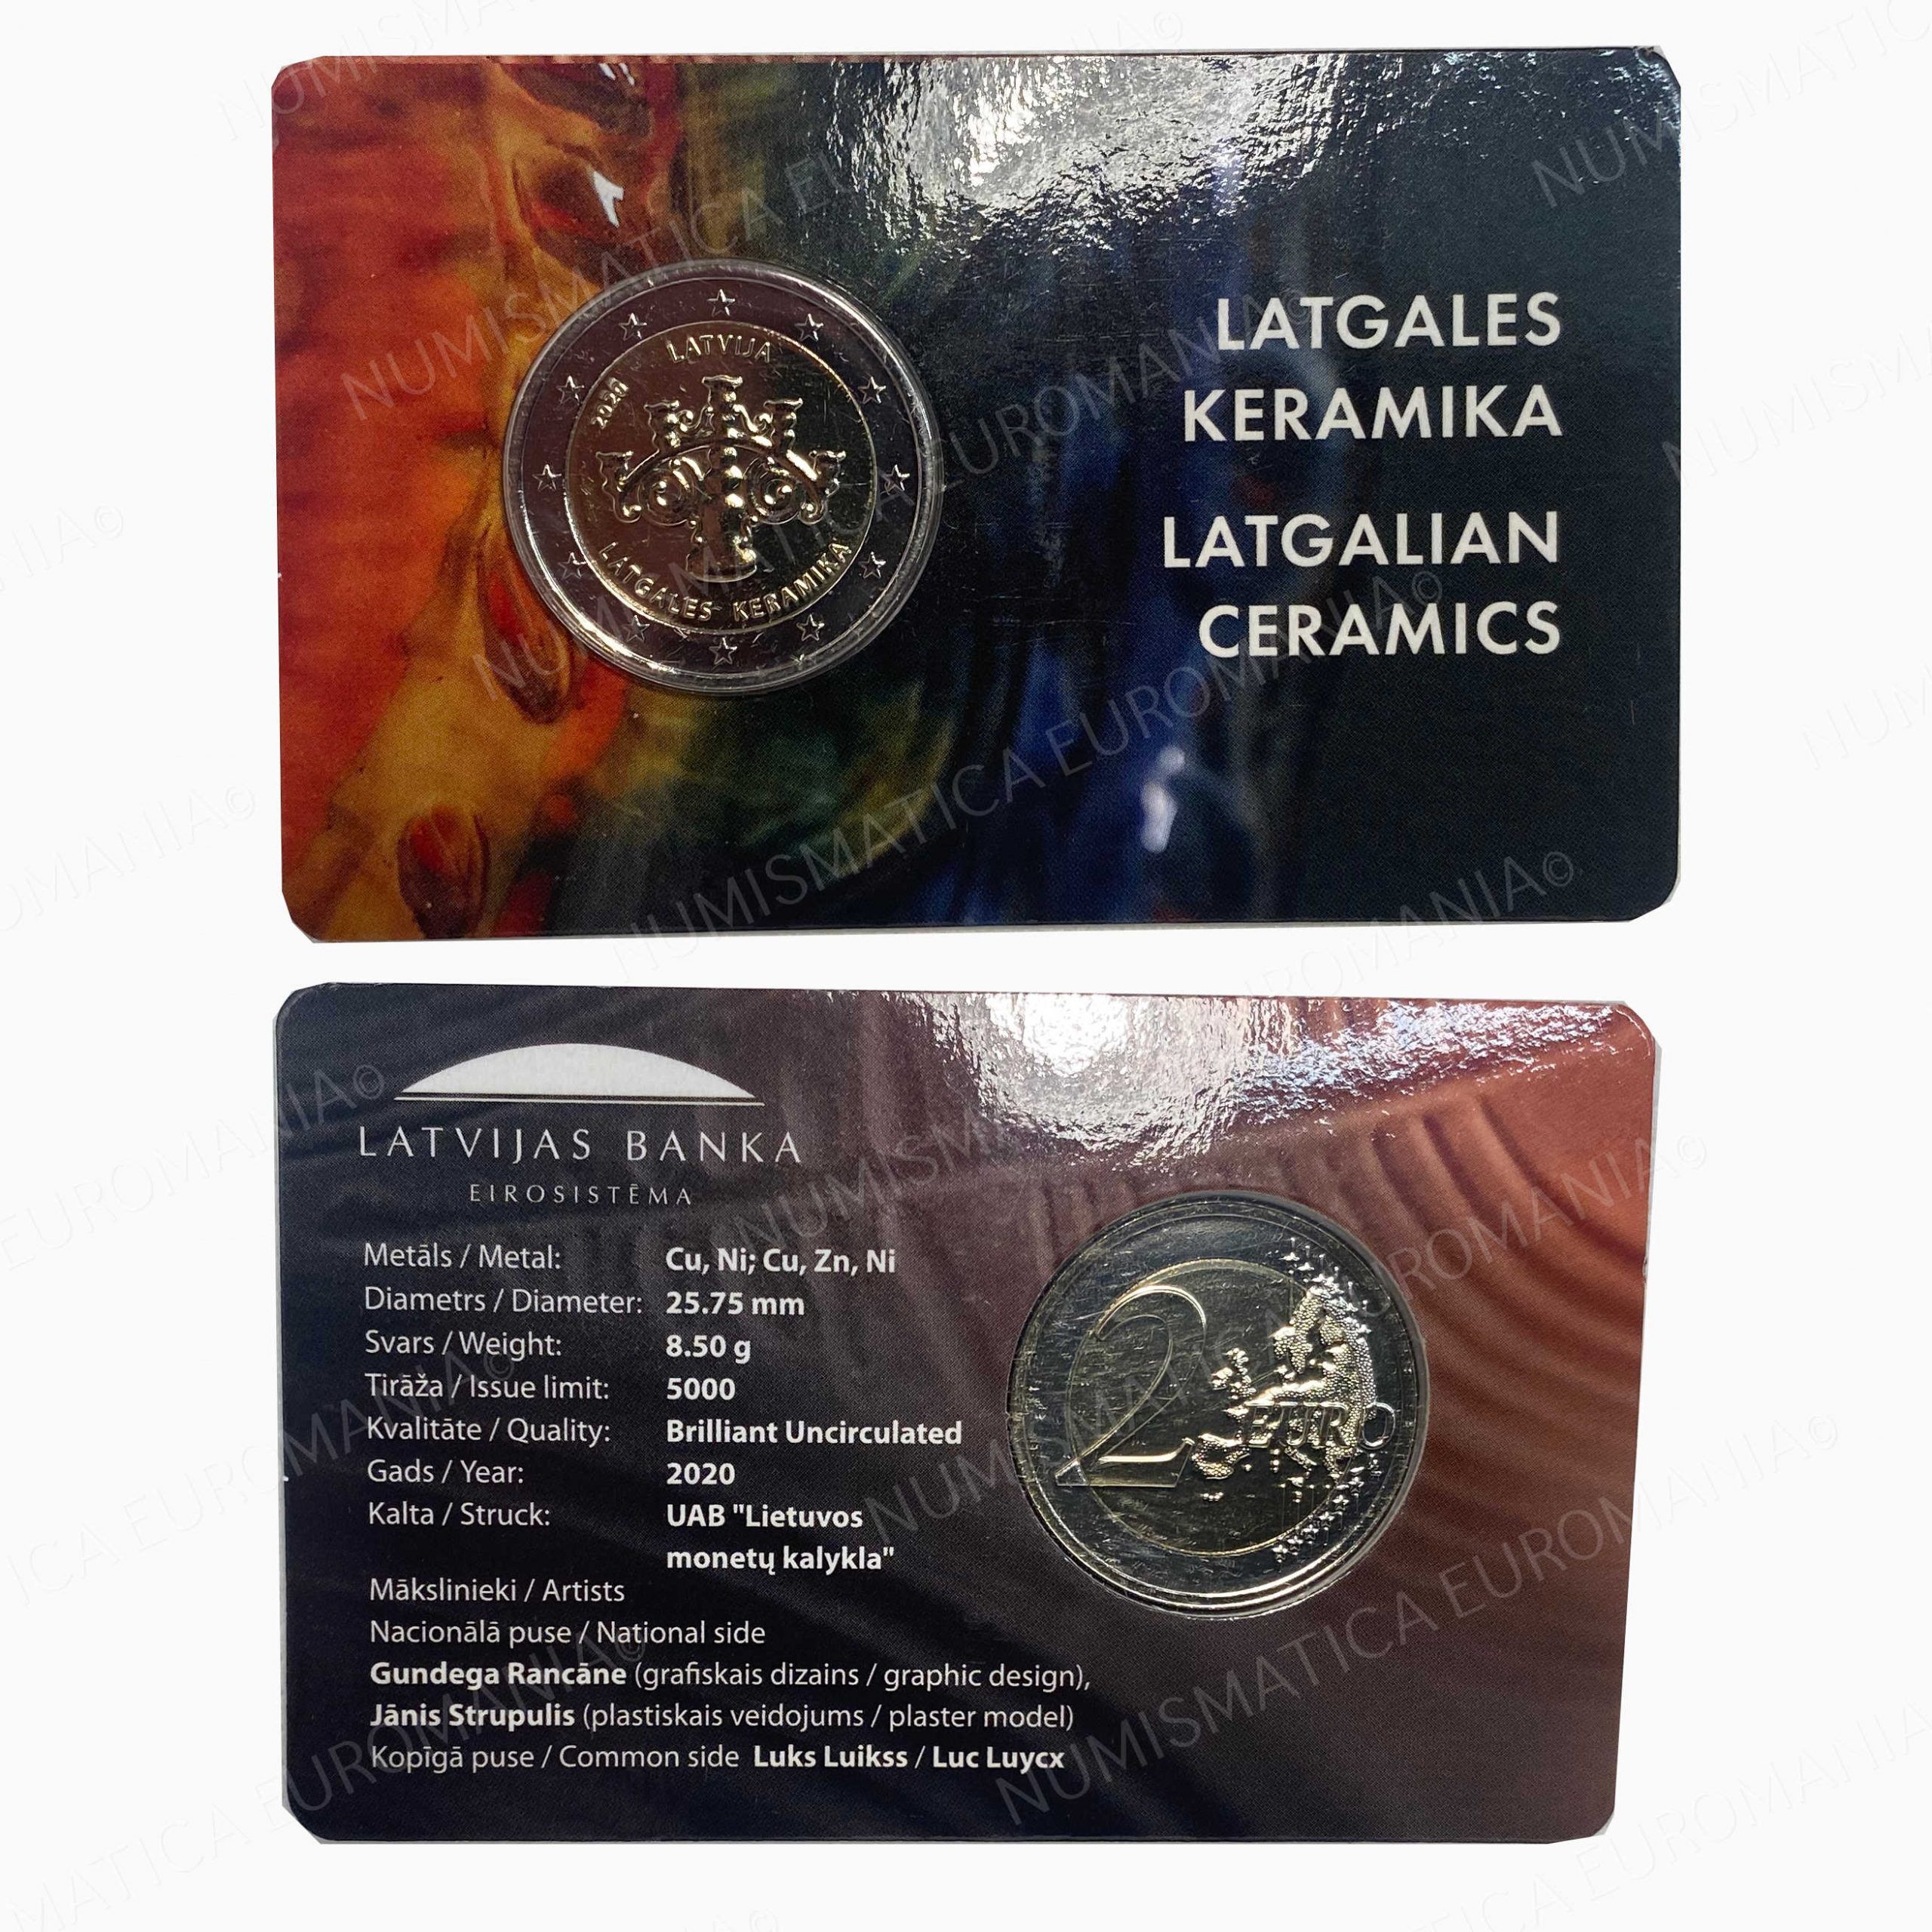 LATVIJA
2020
LATGALES KERAMIKA
LATGALES
KERAMIKA
LATGALIAN
CERAMICS
LATVIJAS BANKA
EIROSISTĒMA
Metāls / Metal: Cu, Ni; Cu, Zn, Ni
Diametrs / Diameter: 25.75 mm
Svars / Weight: 8.50 g
Tirāža / Issue limit: 5000
Kvalitāte / Quality: Brilliant Uncirculated
Gads / Year: 2020
Kalta / Struck: UAB "Lietuvos
monetų kalykla"
Mākslinieki / Artists
Nacionālā puse / National side
Gundega Rancāne (grafiskais dizains / graphic design),
Jānis Strupulis (plastiskais veidojums / plaster model)
Kopīgā puse / Common side Luks Luikss / Luc Luycx
2 EURO
NUMISMATICA EUROMANIA©